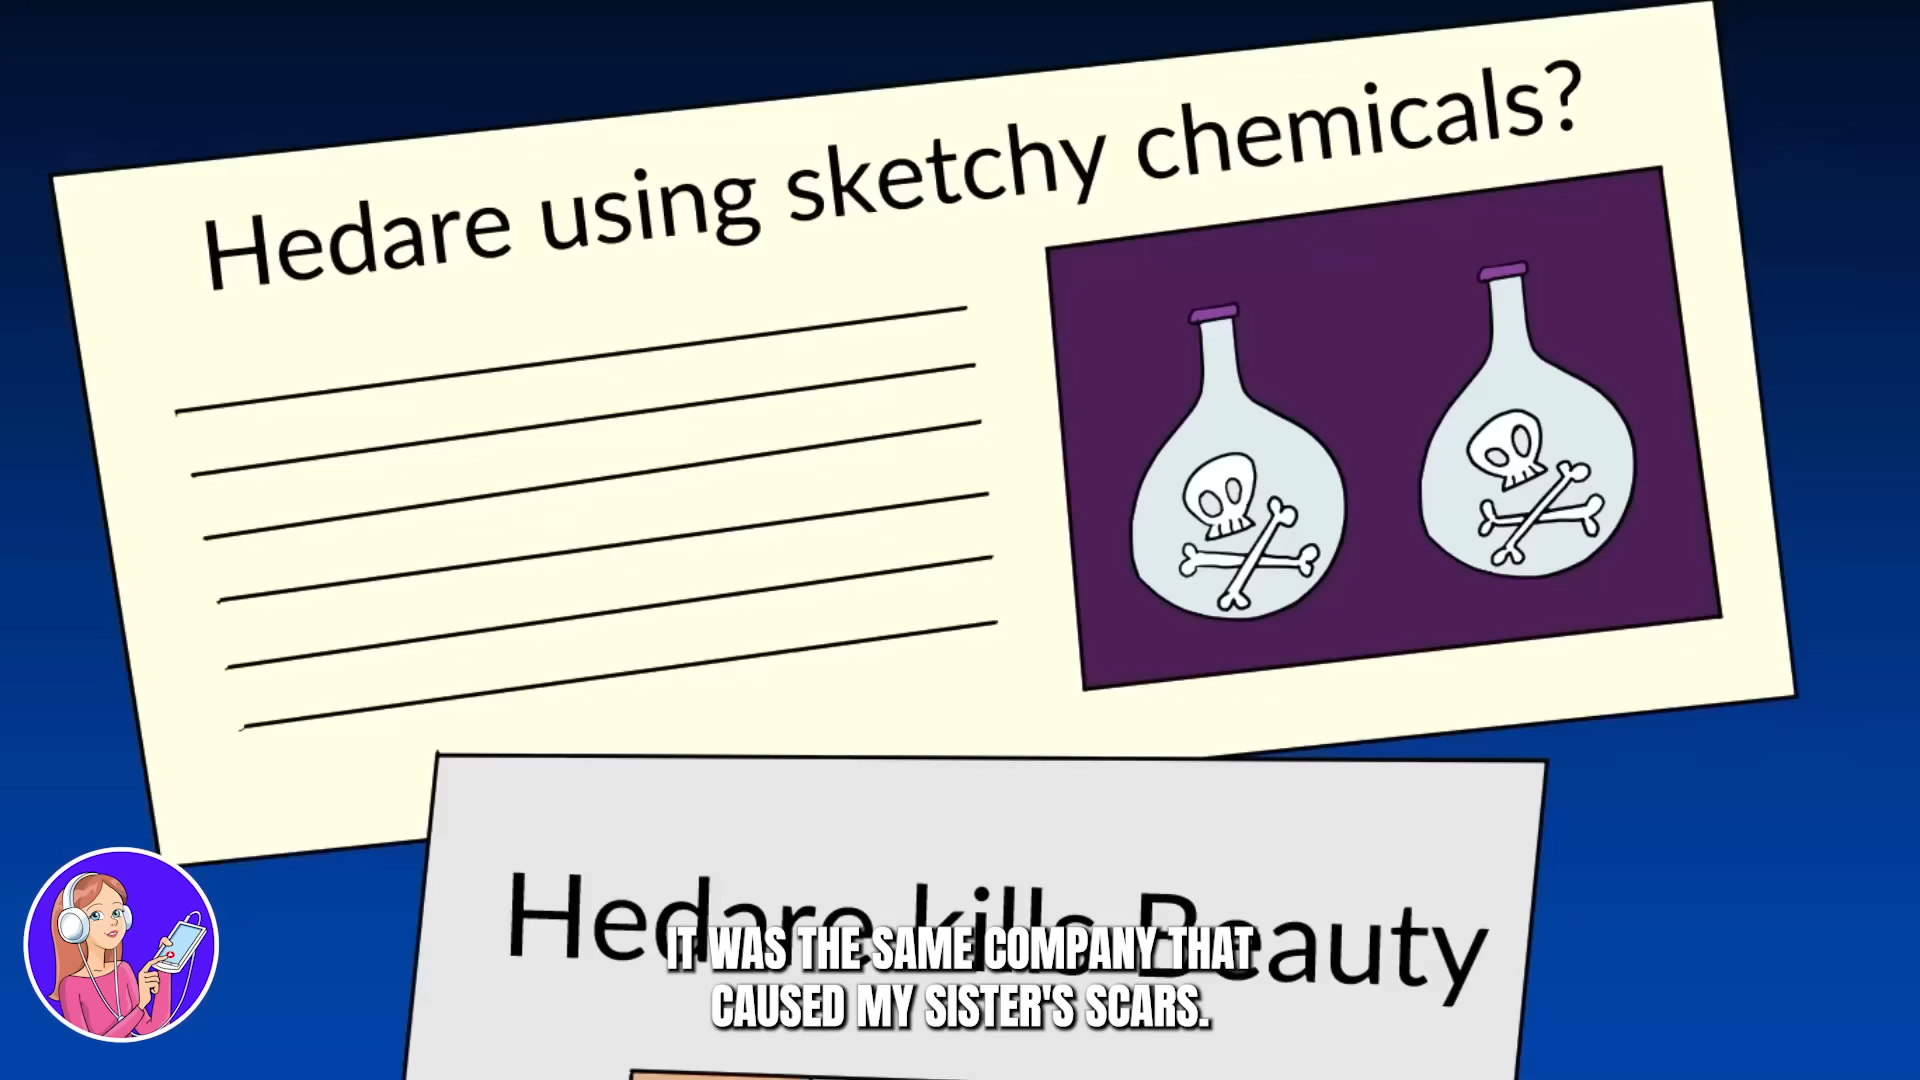 Hedare using sketchy chemicals?
Hedare kills Beauty
IT WAS THE SAME COMPANY THAT
CAUSED MY SISTER'S SCARS.